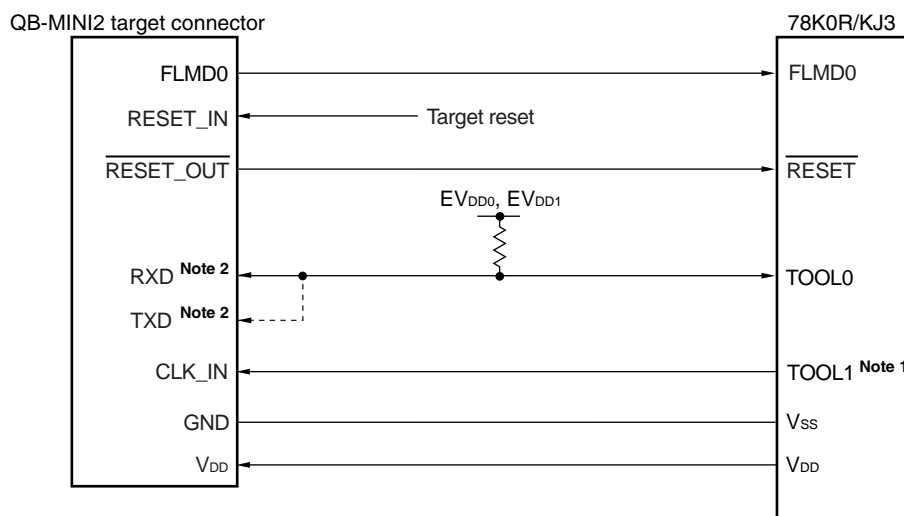 QB-MINI2 target connector
78K0R/KJ3
FLMD0
FLMD0
RESET_IN
Target reset
RESET_OUT
RESET
EVDD0, EVDD1
RXD Note 2
TOOL0
TXD Note 2
CLK_IN
TOOL1 Note 1
GND
VSS
VDD
VDD